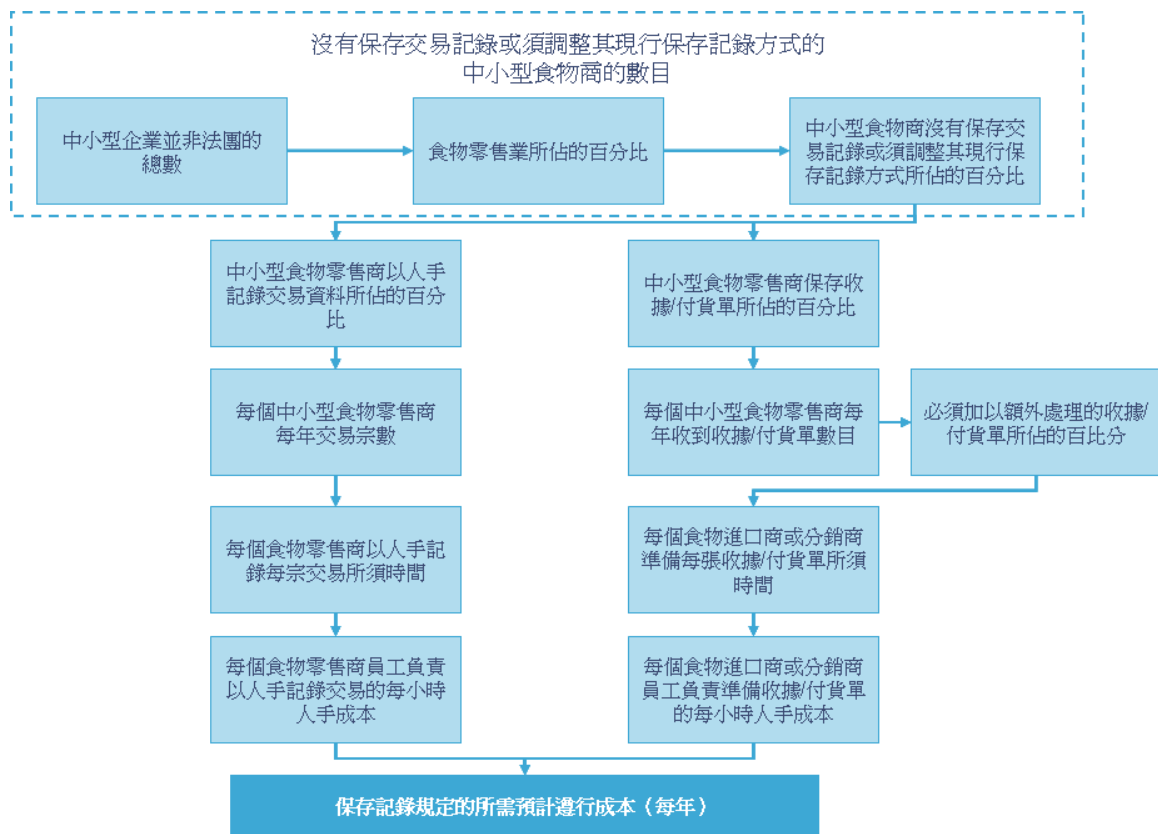 沒有保存交易記錄或須調整其現行保存記錄方式的
中小型食物商的數目
中小型企業並非法團的
總數
食物零售業所佔的百分比
中小型食物商沒有保存交
易記錄或須調整其現行保
存記錄方式所佔的百分比
中小型食物零售商以人手
記錄交易資料所佔的百分
比
中小型食物零售商保存收
據/付貨單所佔的百分比
每個中小型食物零售商
每年交易宗數
每個中小型食物零售商每
年收到收據/付貨單數目
必須加以額外處理的收據/
付貨單所佔的百比分
每個食物零售商以人手記
錄每宗交易所須時間
每個食物進口商或分銷商
準備每張收據/付貨單所須
時間
每個食物零售商員工負責
以人手記錄交易的每小時
人手成本
每個食物進口商或分銷商
員工負責準備收據/付貨單
的每小時人手成本
保存記錄規定的所需預計遵行成本（每年）